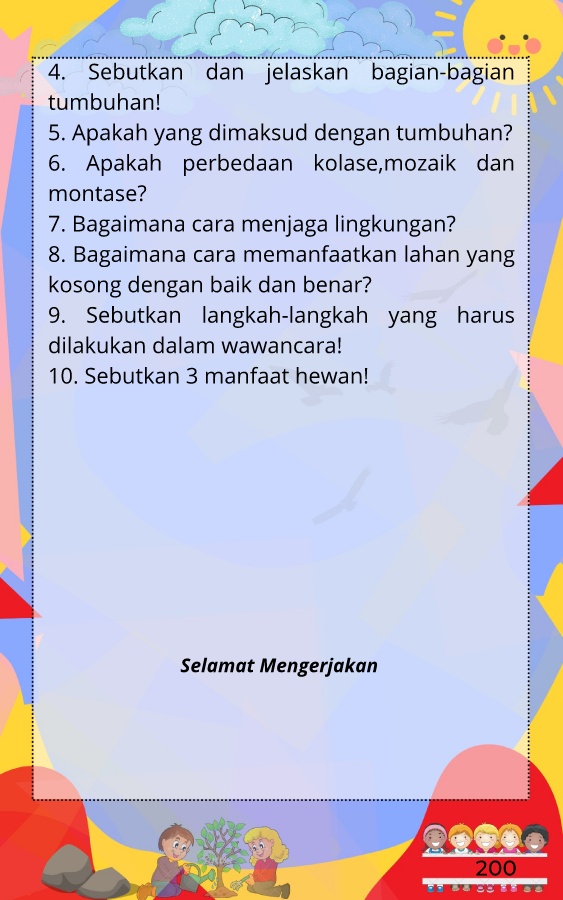 4. Sebutkan dan jelaskan bagian-bagian
tumbuhan!
5. Apakah yang dimaksud dengan tumbuhan?
6. Apakah perbedaan kolase,mozaik dan
montase?
7. Bagaimana cara menjaga lingkungan?
8. Bagaimana cara memanfaatkan lahan yang
kosong dengan baik dan benar?
9. Sebutkan langkah-langkah yang harus
dilakukan dalam wawancara!
10. Sebutkan 3 manfaat hewan!
Selamat Mengerjakan
200